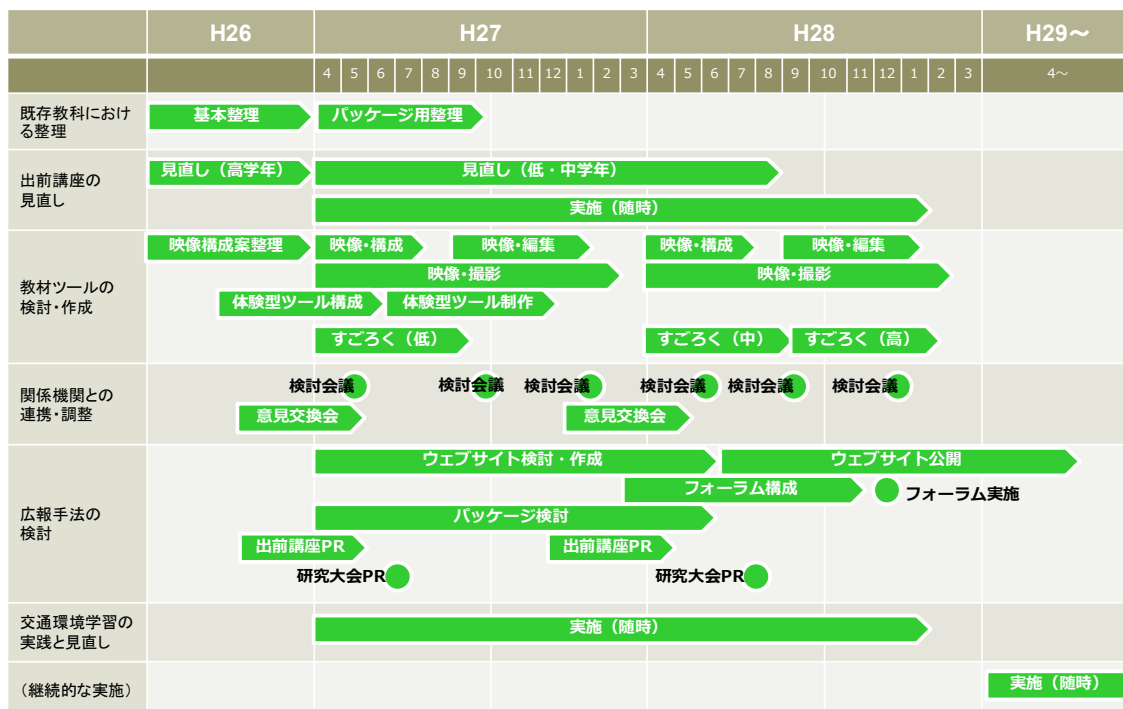 H26 H27 H28 H29～
4 5 6 7 8 9 10 11 12 1 2 3 4 5 6 7 8 9 10 11 12 1 2 3 4～
既存教科におけ
る整理
基本整理 パッケージ用整理
出前講座の
見直し
見直し（高学年） 見直し（低・中学年）
実施（随時）
教材ツールの
検討・作成
映像構成案整理 映像・構成 映像・編集 映像・構成 映像・編集
映像・撮影 映像・撮影
体験型ツール構成 体験型ツール制作
すごろく（低） すごろく（中） すごろく（高）
関係機関との
連携・調整
検討会議 検討会議 検討会議 検討会議 検討会議 検討会議
意見交換会 意見交換会
広報手法の
検討
ウェブサイト検討・作成 ウェブサイト公開
フォーラム構成 フォーラム実施
パッケージ検討
出前講座PR 出前講座PR
研究大会PR 研究大会PR
交通環境学習の
実践と見直し
実施（随時）
（継続的な実施）
実施（随時）